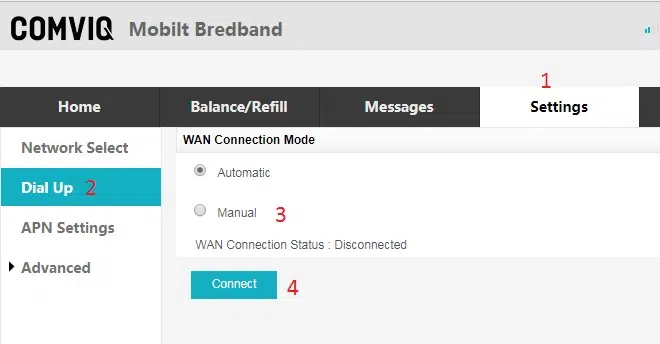 COMVIQ Mobilt Bredband
1
Home Balance/Refill Messages Settings
Network Select
Dial Up 2
APN Settings
Advanced
WAN Connection Mode
Automatic
Manual 3
WAN Connection Status : Disconnected
Connect 4